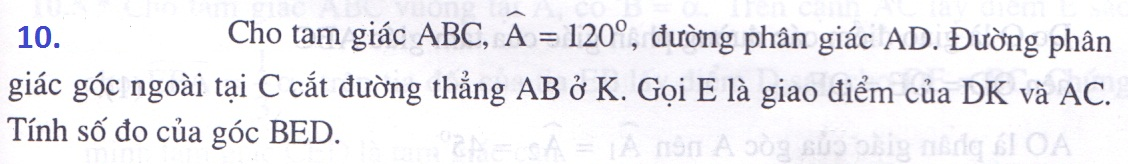 10. Cho tam giác ABC, Â = 120⁰, đường phân giác AD. Đường phân
giác góc ngoài tại C cắt đường thẳng AB ở K. Gọi E là giao điểm của DK và AC.
Tính số đo của góc BED.